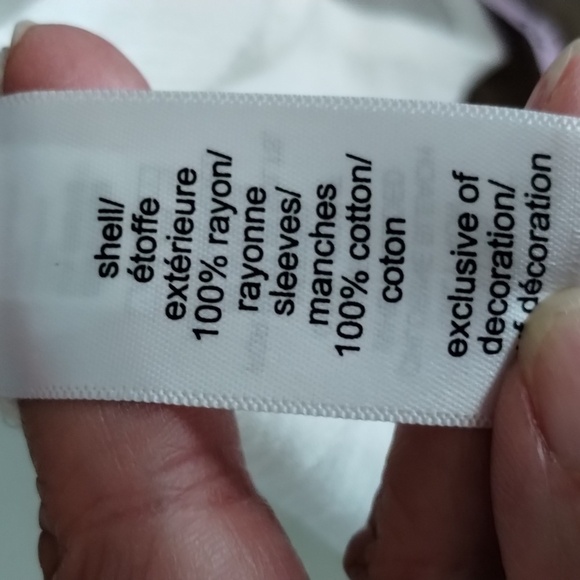 shell/
étoffe
extérieure
100% rayon/
rayonne
sleeves/
manches
100% cotton/
coton
exclusive of
decoration/
décoration